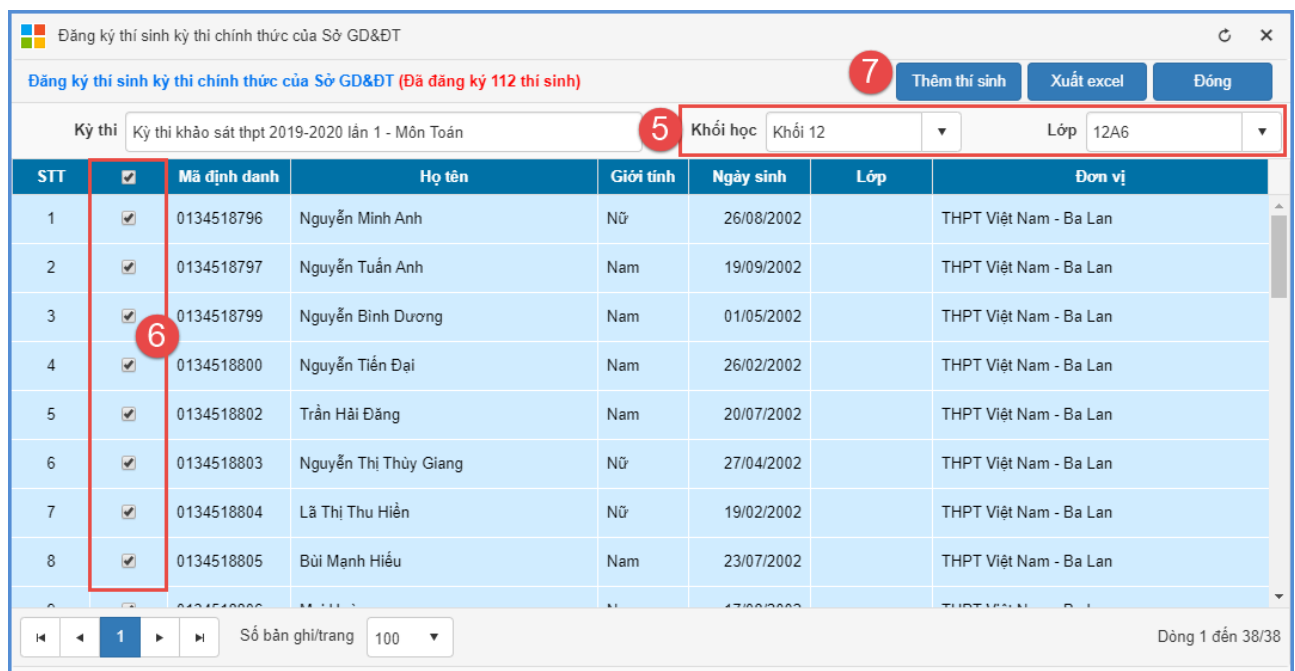 Đăng ký thí sinh kỳ thi chính thức của Sở GD&ĐT
Đăng ký thí sinh kỳ thi chính thức của Sở GD&ĐT (Đã đăng ký 112 thí sinh) 7 Thêm thí sinh Xuất excel Đóng
Kỳ thi Kỳ thi khảo sát thpt 2019-2020 lần 1 - Môn Toán 5 Khối học Khối 12 Lớp 12A6
STT Mã định danh Họ tên Giới tính Ngày sinh Lớp Đơn vị
1 0134518796 Nguyễn Minh Anh Nữ 26/08/2002 THPT Việt Nam - Ba Lan
2 0134518797 Nguyễn Tuấn Anh Nam 19/09/2002 THPT Việt Nam - Ba Lan
3 0134518799 Nguyễn Bình Dương Nam 01/05/2002 THPT Việt Nam - Ba Lan
6
4 0134518800 Nguyễn Tiến Đại Nam 26/02/2002 THPT Việt Nam - Ba Lan
5 0134518802 Trần Hải Đăng Nam 20/07/2002 THPT Việt Nam - Ba Lan
6 0134518803 Nguyễn Thị Thùy Giang Nữ 27/04/2002 THPT Việt Nam - Ba Lan
7 0134518804 Lã Thị Thu Hiền Nữ 19/02/2002 THPT Việt Nam - Ba Lan
8 0134518805 Bùi Mạnh Hiếu Nam 23/07/2002 THPT Việt Nam - Ba Lan
1 Số bản ghi/trang 100 Dòng 1 đến 38/38